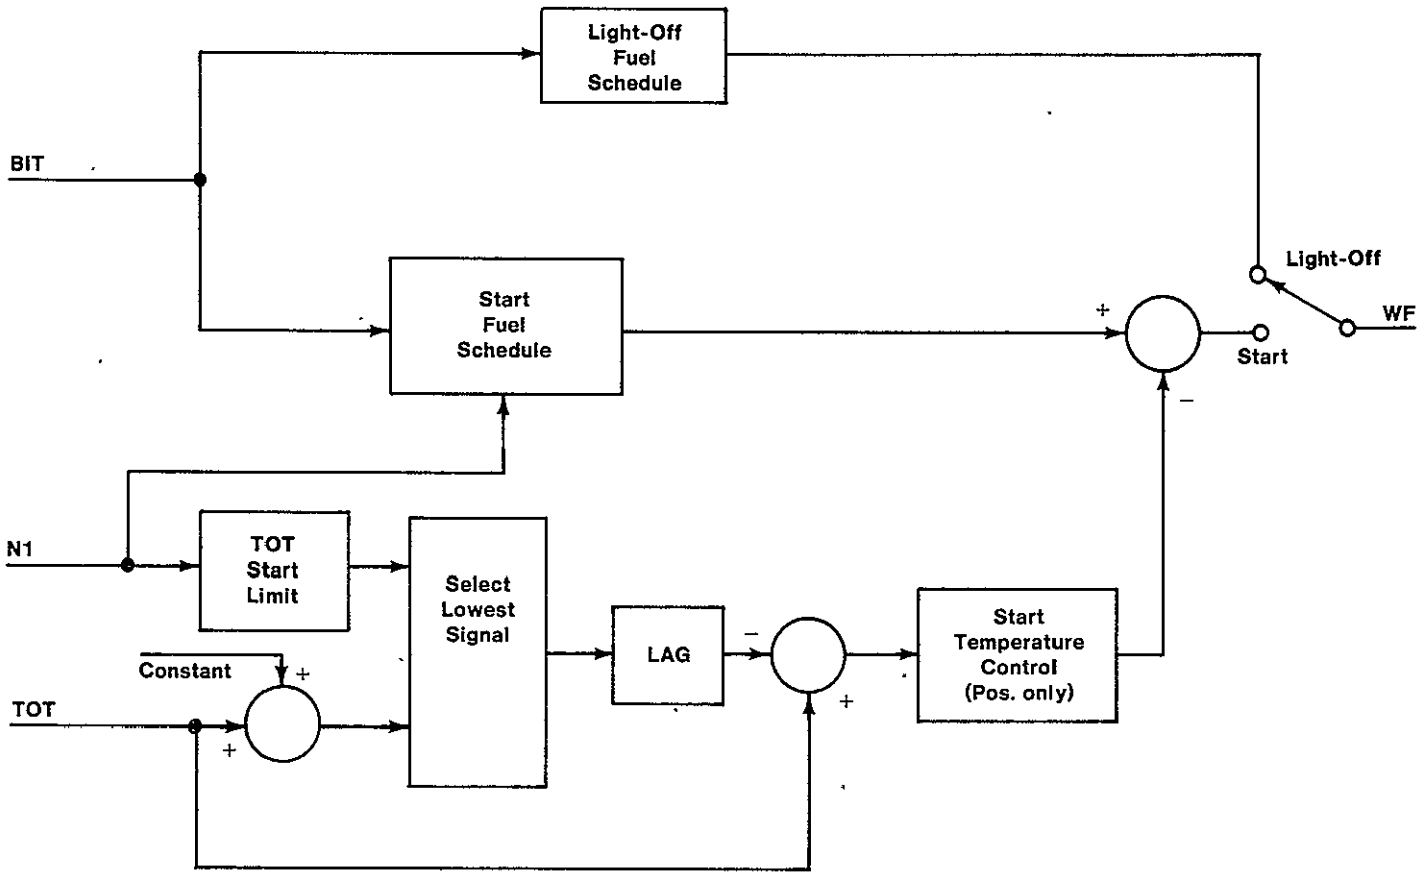 Light-Off
Fuel
Schedule
BIT
Light-Off
Start
Fuel
Schedule
+
WF
Start
−
N1
TOT
Start
Limit
Select
Lowest
Signal
Start
Temperature
Control
(Pos. only)
LAG
−
Constant
+
+
TOT
+